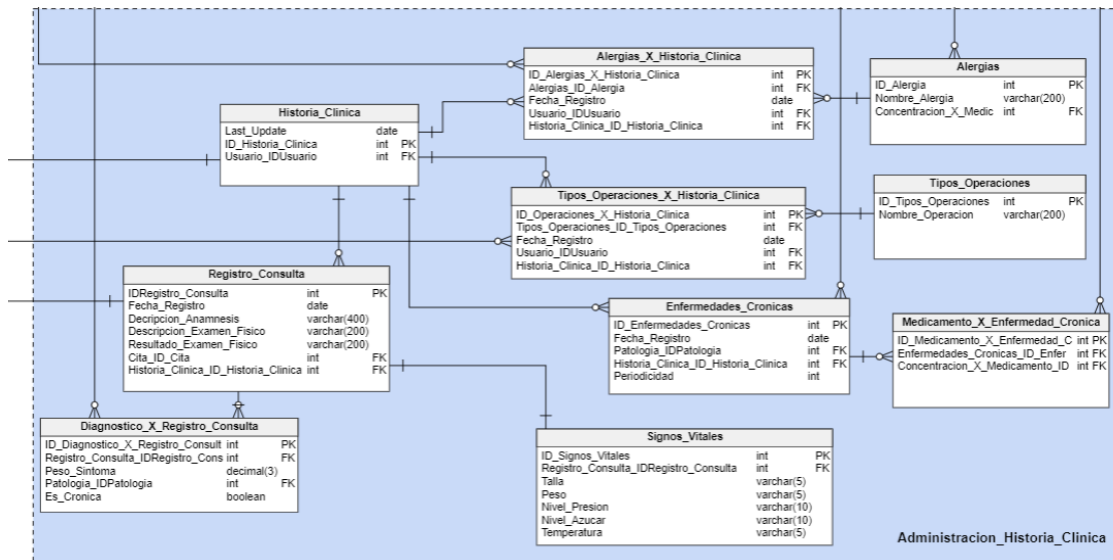 Alergias_X_Historia_Clinica
ID_Alergias_X_Historia_Clinica int PK
Alergias_ID_Alergia int FK
Fecha_Registro date
Usuario_IDUsuario int FK
Historia_Clinica_ID_Historia_Clinica int FK
Alergias
ID_Alergia int PK
Nombre_Alergia varchar(200)
Concentracion_X_Medic int FK
Historia_Clinica
Last_Update date
ID_Historia_Clinica int PK
Usuario_IDUsuario int FK
Tipos_Operaciones_X_Historia_Clinica
ID_Operaciones_X_Historia_Clinica int PK
Tipos_Operaciones_ID_Tipos_Operaciones int FK
Fecha_Registro date
Usuario_IDUsuario int FK
Historia_Clinica_ID_Historia_Clinica int FK
Tipos_Operaciones
ID_Tipos_Operaciones int PK
Nombre_Operacion varchar(200)
Registro_Consulta
IDRegistro_Consulta int PK
Fecha_Registro date
Decripcion_Anamnesis varchar(400)
Descripcion_Examen_Fisico varchar(200)
Resultado_Examen_Fisico varchar(200)
Cita_ID_Cita int FK
Historia_Clinica_ID_Historia_Clinica int FK
Enfermedades_Cronicas
ID_Enfermedades_Cronicas int PK
Fecha_Registro date
Patologia_IDPatologia int FK
Historia_Clinica_ID_Historia_Clinica int FK
Periodicidad int
Medicamento_X_Enfermedad_Cronica
ID_Medicamento_X_Enfermedad_C int PK
Enfermedades_Cronicas_ID_Enfer int FK
Concentracion_X_Medicamento_ID int FK
Diagnostico_X_Registro_Consulta
ID_Diagnostico_X_Registro_Consult int PK
Registro_Consulta_IDRegistro_Cons int FK
Peso_Sintoma decimal(3)
Patologia_IDPatologia int FK
Es_Cronica boolean
Signos_Vitales
ID_Signos_Vitales int PK
Registro_Consulta_IDRegistro_Consulta int FK
Talla varchar(5)
Peso varchar(5)
Nivel_Presion varchar(10)
Nivel_Azucar varchar(10)
Temperatura varchar(5)
Administracion_Historia_Clinica